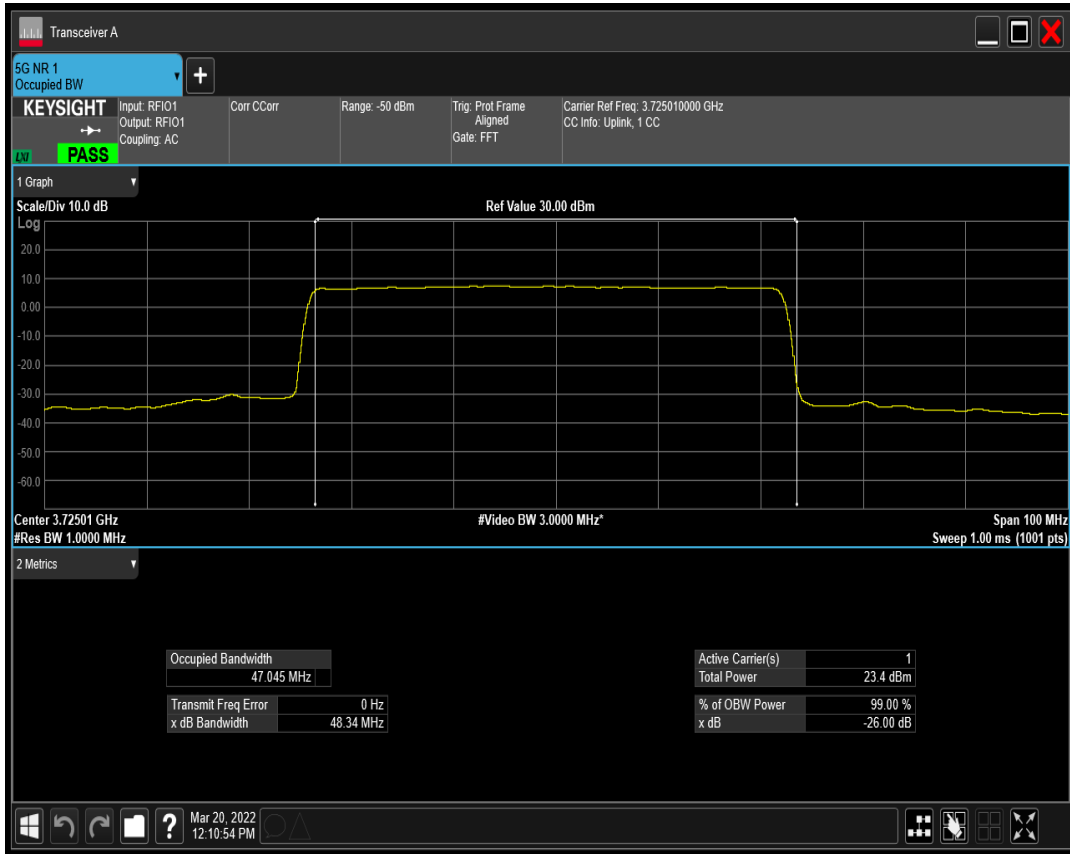 Transceiver A
5G NR 1
Occupied BW
+
KEYSIGHT
Input: RFIO1
Output: RFIO1
Coupling: AC
Corr CCorr
Range: -50 dBm
Trig: Prot Frame
Aligned
Gate: FFT
Carrier Ref Freq: 3.725010000 GHz
CC Info: Uplink, 1 CC
LXI
PASS
1 Graph
Scale/Div 10.0 dB
Ref Value 30.00 dBm
Log
20.0
10.0
0.00
-10.0
-20.0
-30.0
-40.0
-50.0
-60.0
Center 3.72501 GHz
#Video BW 3.0000 MHz*
Span 100 MHz
#Res BW 1.0000 MHz
Sweep 1.00 ms (1001 pts)
2 Metrics
Occupied Bandwidth
47.045 MHz
Transmit Freq Error 0 Hz
x dB Bandwidth 48.34 MHz
Active Carrier(s) 1
Total Power 23.4 dBm
% of OBW Power 99.00 %
x dB -26.00 dB
?
Mar 20, 2022
12:10:54 PM